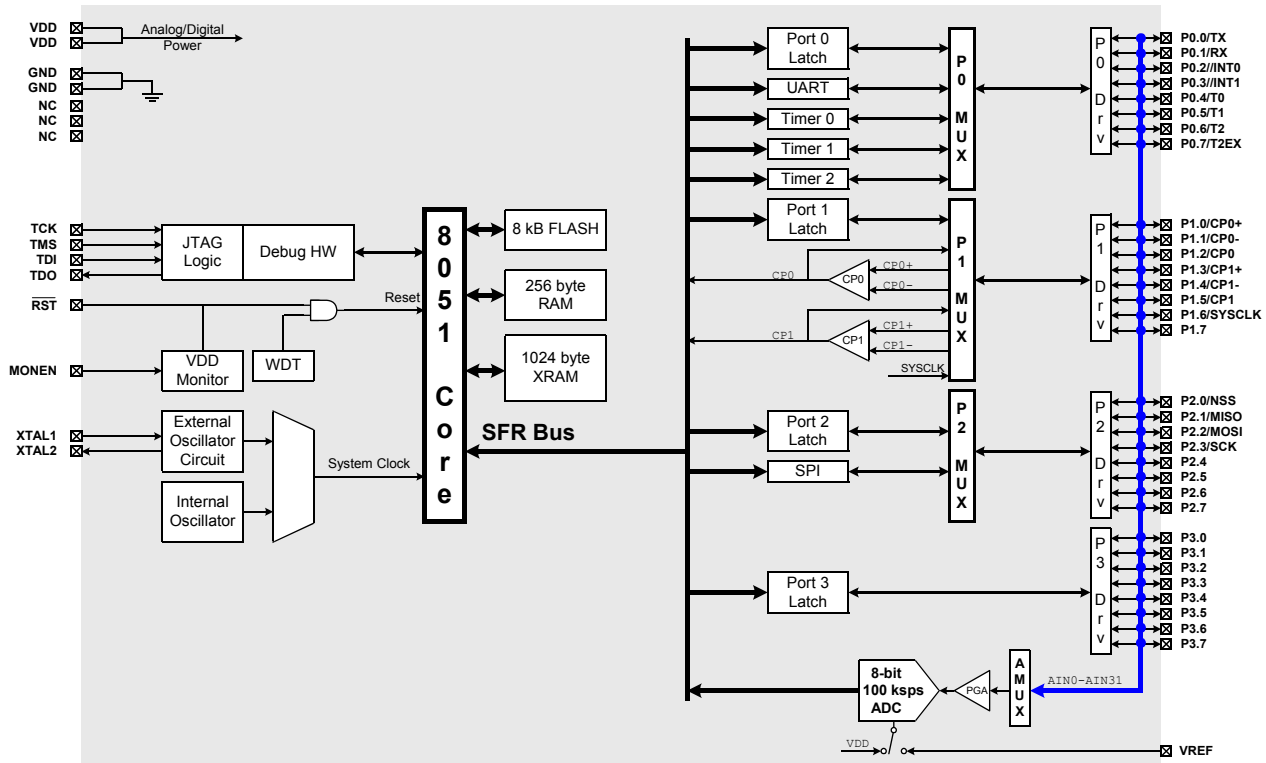 VDD
VDD
Analog/Digital
Power
GND
GND
NC
NC
NC
TCK
TMS
TDI
TDO
JTAG
Logic
Debug HW
RST
Reset
MONEN
VDD
Monitor
WDT
XTAL1
XTAL2
External
Oscillator
Circuit
Internal
Oscillator
System Clock
8
0
5
1
C
o
r
e
8 kB FLASH
256 byte
RAM
1024 byte
XRAM
SFR Bus
Port 0
Latch
UART
Timer 0
Timer 1
Timer 2
P
0
M
U
X
P
0
D
r
v
P0.0/TX
P0.1/RX
P0.2//INT0
P0.3//INT1
P0.4/T0
P0.5/T1
P0.6/T2
P0.7/T2EX
Port 1
Latch
CP0
CP0
CP0+
CP0-
CP1
CP1
CP1+
CP1-
SYSCLK
P
1
M
U
X
P
1
D
r
v
P1.0/CP0+
P1.1/CP0-
P1.2/CP0
P1.3/CP1+
P1.4/CP1-
P1.5/CP1
P1.6/SYSCLK
P1.7
Port 2
Latch
SPI
P
2
M
U
X
P
2
D
r
v
P2.0/NSS
P2.1/MISO
P2.2/MOSI
P2.3/SCK
P2.4
P2.5
P2.6
P2.7
Port 3
Latch
P
3
D
r
v
P3.0
P3.1
P3.2
P3.3
P3.4
P3.5
P3.6
P3.7
8-bit
100 ksps
ADC
PGA
A
M
U
X
AIN0-AIN31
VDD
VREF